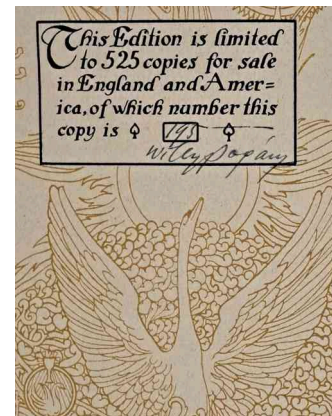 This Edition is limited
to 525 copies for sale
in England and Amer=
ica, of which number this
copy is 193
Willy Pogány